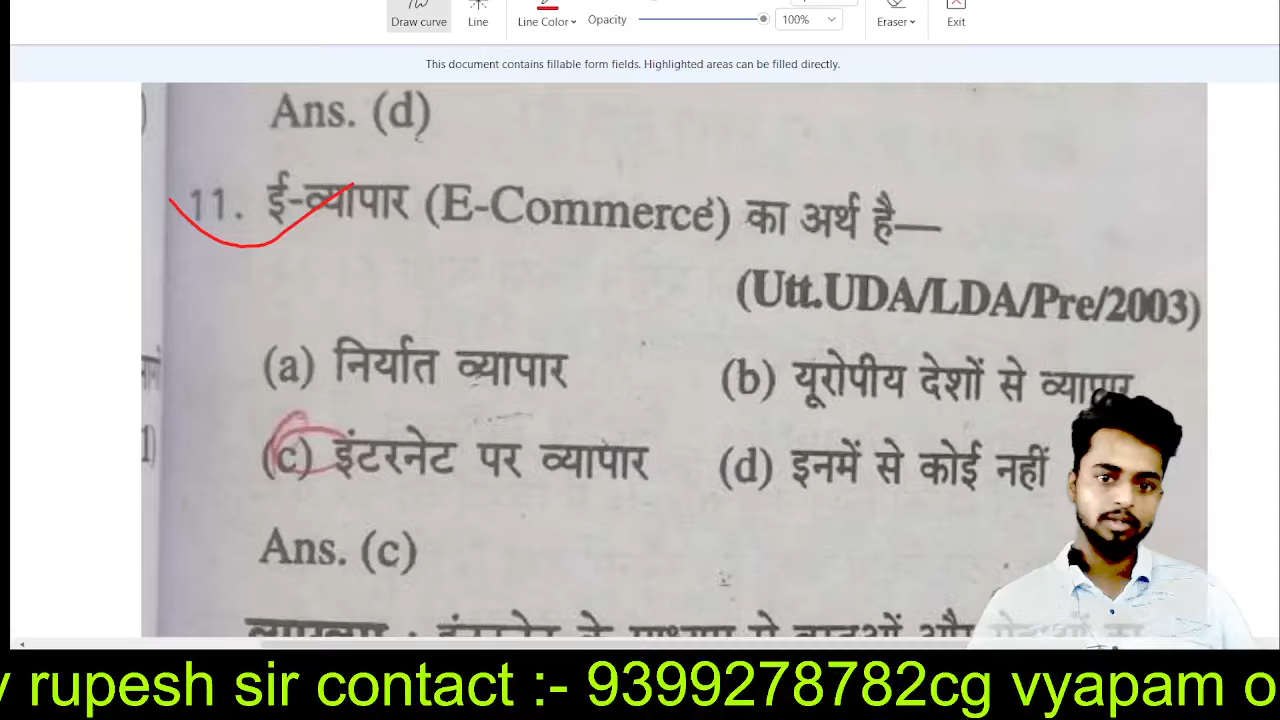 Draw curve Line Line Color Opacity 100% Eraser Exit
This document contains fillable form fields. Highlighted areas can be filled directly.
Ans. (d)
11. ई-व्यापार (E-Commerce) का अर्थ है—
(Utt.UDA/LDA/Pre/2003)
(a) निर्यात व्यापार (b) यूरोपीय देशों से व्यापार
(c) इंटरनेट पर व्यापार (d) इनमें से कोई नहीं
Ans. (c)
rupesh sir contact :- 9399278782cg vyapam